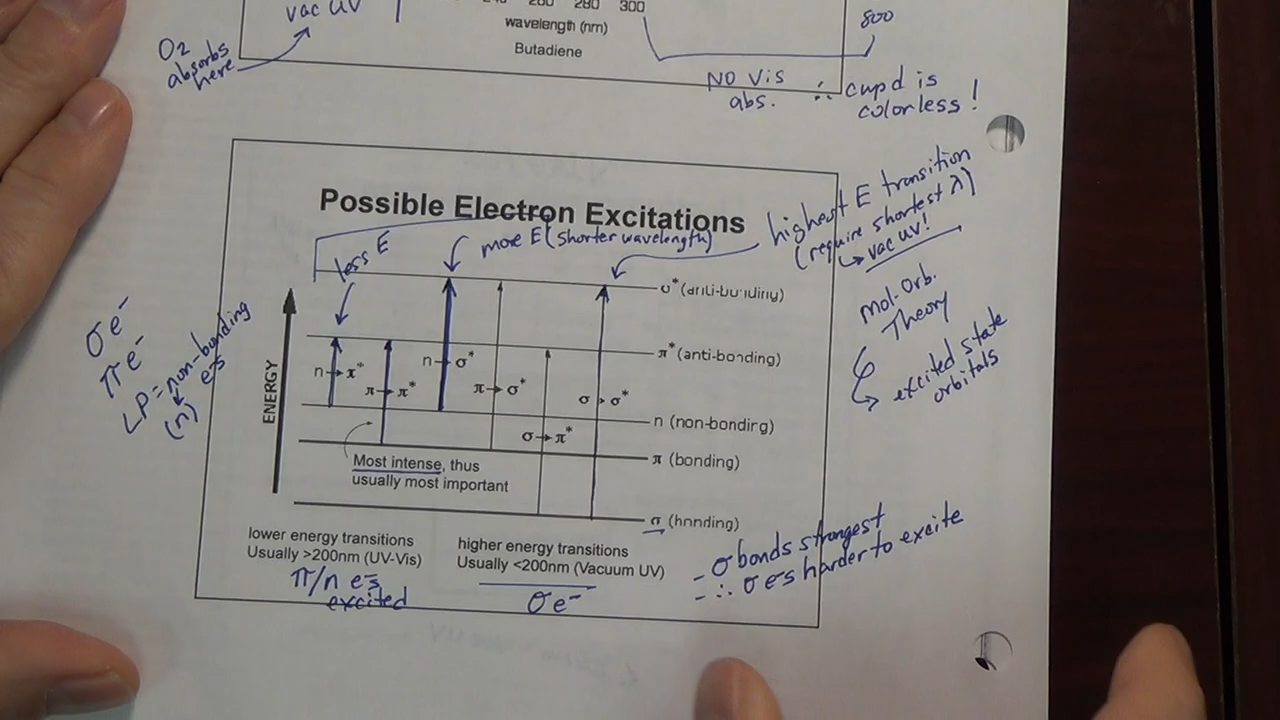 vac uv
280 300
wavelength (nm)
Butadiene
O2
absorbs
here
800
NO Vis
abs.
∴ cmpd is
colorless!
Possible Electron Excitations
less E
more E (shorter wavelength)
highest E transition
(require shortest λ)
↳ vac uv!
mol. Orb.
Theory
↳ excited state
orbitals
σ e⁻
π e⁻
LP = non-bonding
(n) e⁻s
ENERGY
σ* (anti-bonding)
π* (anti-bonding)
n (non-bonding)
π (bonding)
σ (bonding)
n→π*
π→π*
n→σ*
π→σ*
σ→π*
σ→σ*
Most intense, thus
usually most important
lower energy transitions
Usually >200nm (UV-Vis)
π/n e⁻s
excited
higher energy transitions
Usually <200nm (Vacuum UV)
σ e⁻
- σ bonds strongest
- ∴ σ e⁻s harder to excite